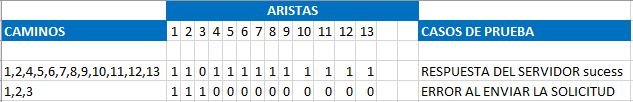 ARISTAS
CAMINOS 1 2 3 4 5 6 7 8 9 10 11 12 13 CASOS DE PRUEBA
1,2,4,5,6,7,8,9,10,11,12,13 1 1 0 1 1 1 1 1 1 1 1 1 1 RESPUESTA DEL SERVIDOR sucess
1,2,3 1 1 1 0 0 0 0 0 0 0 0 0 0 ERROR AL ENVIAR LA SOLICITUD